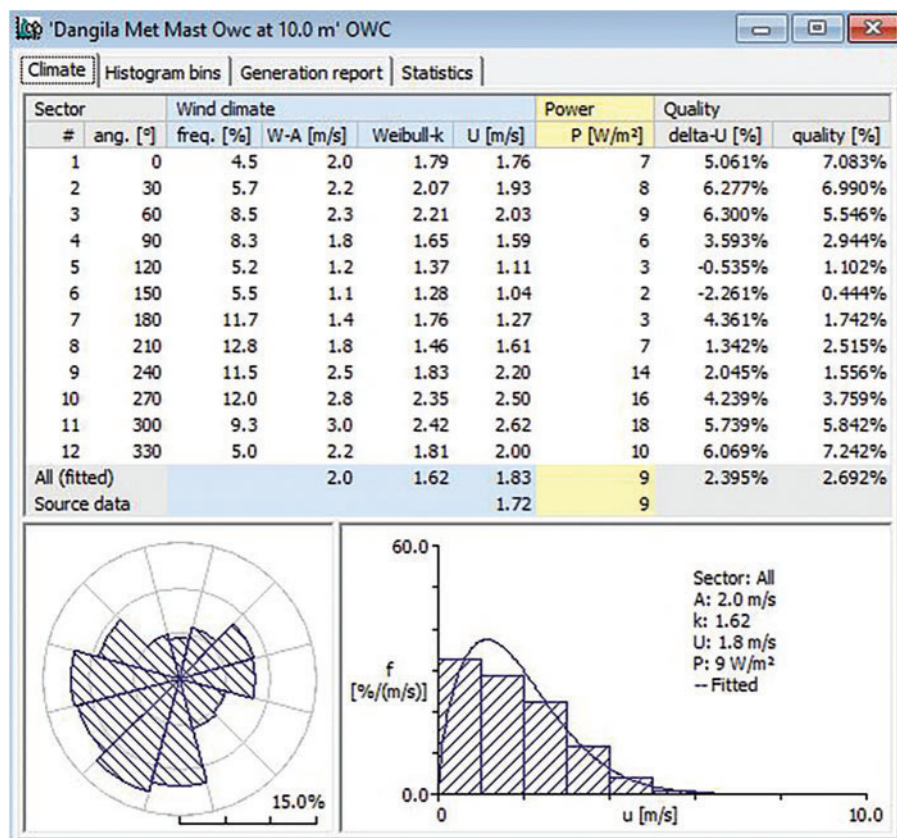 'Dangila Met Mast Owc at 10.0 m' OWC
Climate Histogram bins Generation report Statistics
Sector Wind climate Power Quality
# ang. [°] freq. [%] W-A [m/s] Weibull-k U [m/s] P [W/m²] delta-U [%] quality [%]
1 0 4.5 2.0 1.79 1.76 7 5.061% 7.083%
2 30 5.7 2.2 2.07 1.93 8 6.277% 6.990%
3 60 8.5 2.3 2.21 2.03 9 6.300% 5.546%
4 90 8.3 1.8 1.65 1.59 6 3.593% 2.944%
5 120 5.2 1.2 1.37 1.11 3 -0.535% 1.102%
6 150 5.5 1.1 1.28 1.04 2 -2.261% 0.444%
7 180 11.7 1.4 1.76 1.27 3 4.361% 1.742%
8 210 12.8 1.8 1.46 1.61 7 1.342% 2.515%
9 240 11.5 2.5 1.83 2.20 14 2.045% 1.556%
10 270 12.0 2.8 2.35 2.50 16 4.239% 3.759%
11 300 9.3 3.0 2.42 2.62 18 5.739% 5.842%
12 330 5.0 2.2 1.81 2.00 10 6.069% 7.242%
All (fitted) 2.0 1.62 1.83 9 2.395% 2.692%
Source data 1.72 9
15.0%
60.0
f
[%/(m/s)]
0.0
0 u [m/s] 10.0
Sector: All
A: 2.0 m/s
k: 1.62
U: 1.8 m/s
P: 9 W/m²
-- Fitted